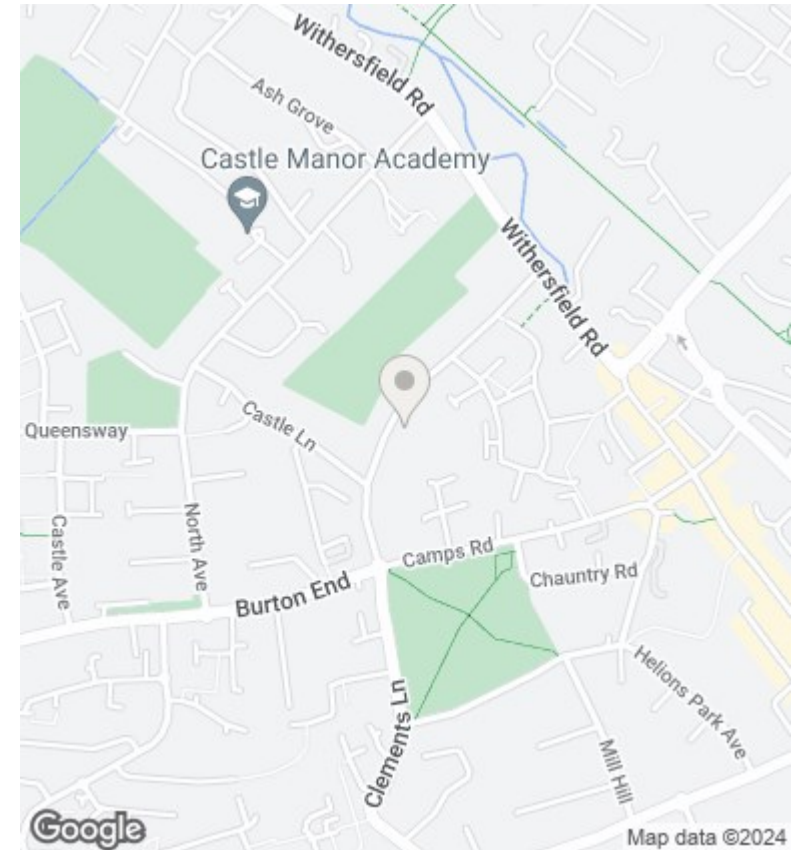 Withersfield Rd
Ash Grove
Castle Manor Academy
Withersfield Rd
Castle Ln
Queensway
Castle Ave
North Ave
Camps Rd
Chauntry Rd
Burton End
Helions Park Ave
Clements Ln
Mill Hill
Google
Map data ©2024